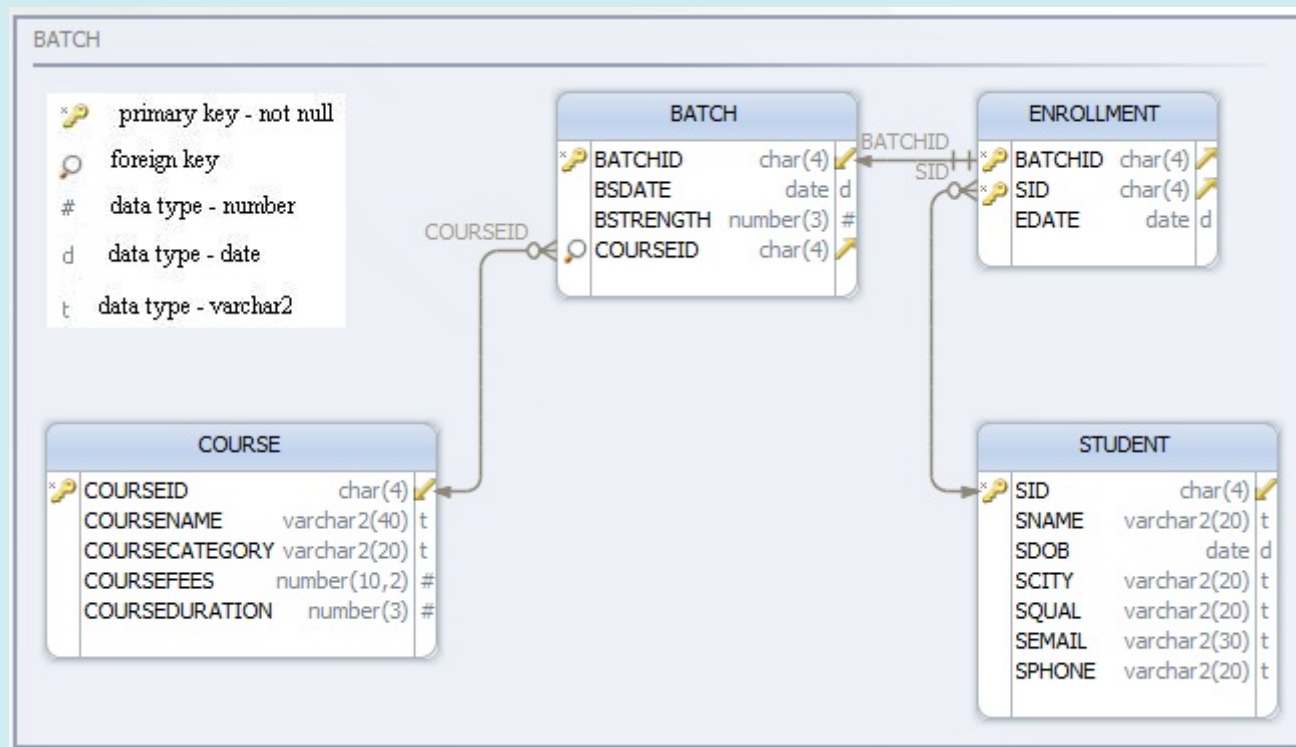 BATCH
primary key - not null
foreign key
# data type - number
d data type - date
t data type - varchar2
BATCH
BATCHID char(4)
BSDATE date d
BSTRENGTH number(3) #
COURSEID char(4)
BATCHID
SID
COURSEID
ENROLLMENT
BATCHID char(4)
SID char(4)
EDATE date d
COURSE
COURSEID char(4)
COURSENAME varchar2(40) t
COURSECATEGORY varchar2(20) t
COURSEFEES number(10,2) #
COURSEDURATION number(3) #
STUDENT
SID char(4)
SNAME varchar2(20) t
SDOB date d
SCITY varchar2(20) t
SQUAL varchar2(20) t
SEMAIL varchar2(30) t
SPHONE varchar2(20) t